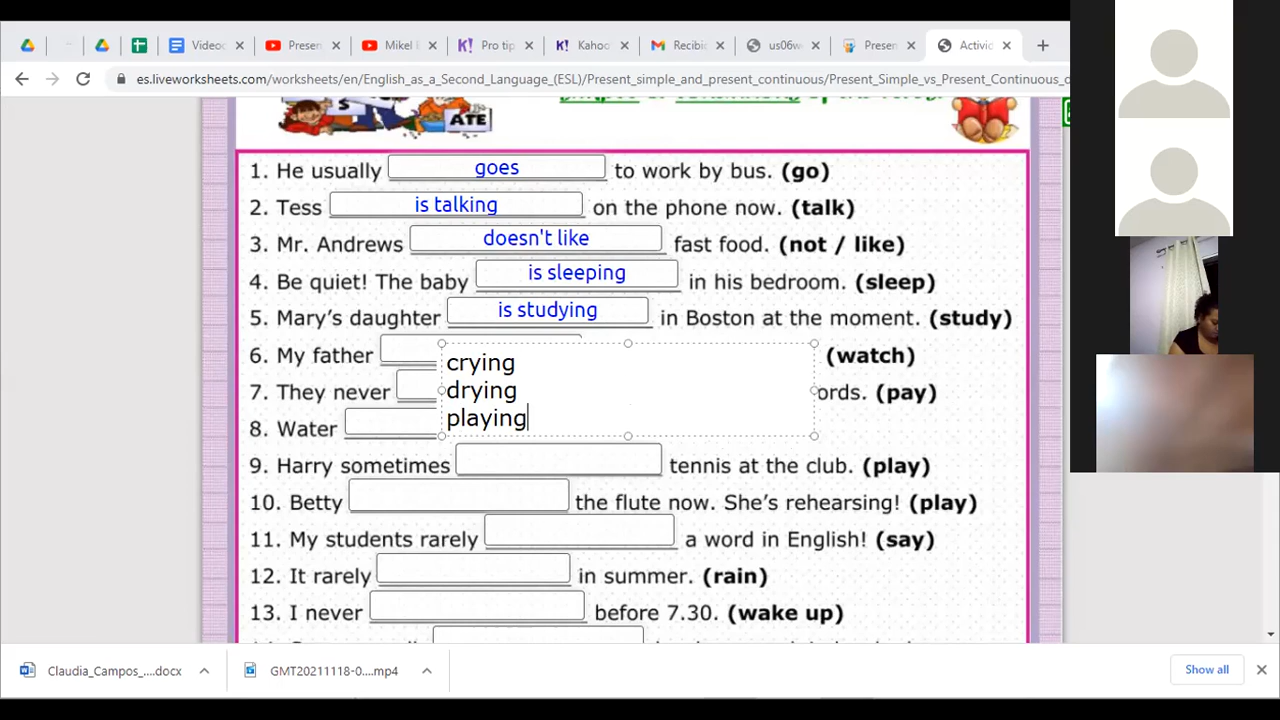 Videoc
Presen
Mikel E
Pro tip
Kahoo
Recibic
us06w
Presen
Activic
es.liveworksheets.com/worksheets/en/English_as_a_Second_Language_(ESL)/Present_simple_and_present_continuous/Present_Simple_vs_Present_Continuous_
ATE
1. He usually goes to work by bus. (go)
2. Tess is talking on the phone now. (talk)
3. Mr. Andrews doesn't like fast food. (not / like)
4. Be quiet! The baby is sleeping in his bedroom. (sleep)
5. Mary's daughter is studying in Boston at the moment. (study)
6. My father (watch)
7. They never ords. (pay)
8. Water
crying
drying
playing
9. Harry sometimes tennis at the club. (play)
10. Betty the flute now. She's rehearsing! (play)
11. My students rarely a word in English! (say)
12. It rarely in summer. (rain)
13. I never before 7.30. (wake up)
Claudia_Campos_....docx
GMT20211118-0....mp4
Show all